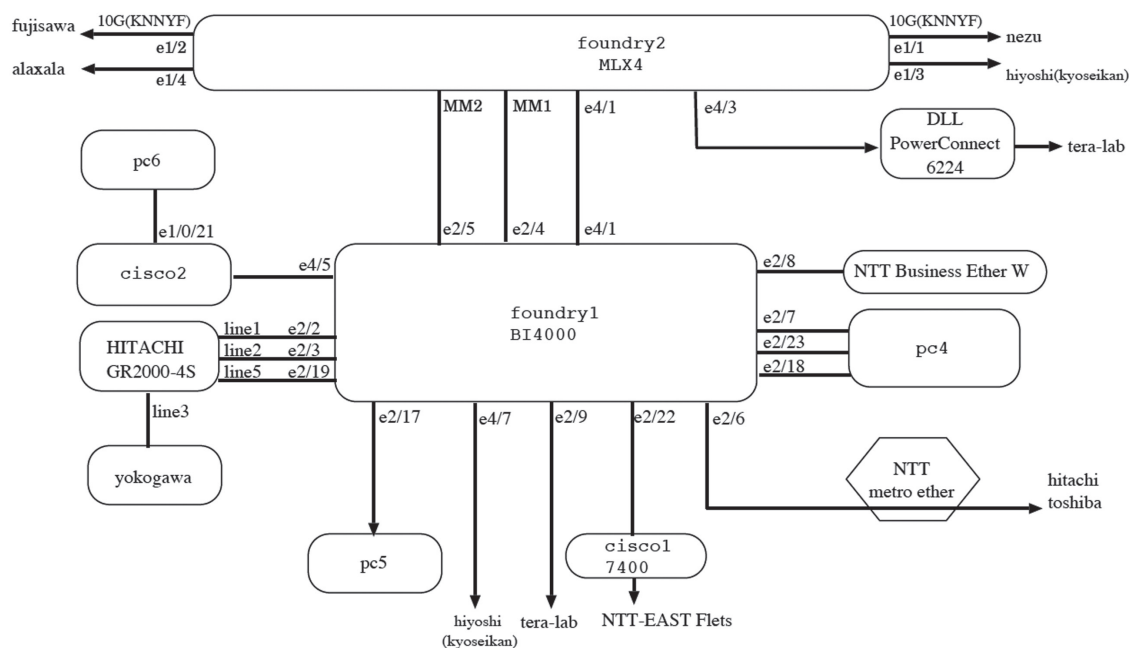 fujisawa
10G(KNNYF)
e1/2
alaxala
e1/4
foundry2
MLX4
10G(KNNYF)
e1/1
nezu
e1/3
hiyoshi(kyoseikan)
MM2
MM1
e4/1
e4/3
DLL
PowerConnect
6224
tera-lab
pc6
e1/0/21
cisco2
e4/5
e2/5
e2/4
e4/1
foundry1
BI4000
e2/8
NTT Business Ether W
HITACHI
GR2000-4S
line1
e2/2
line2
e2/3
line5
e2/19
e2/7
e2/23
e2/18
pc4
line3
yokogawa
e2/17
e4/7
e2/9
e2/22
e2/6
NTT
metro ether
hitachi
toshiba
pc5
cisco1
7400
hiyoshi
(kyoseikan)
tera-lab
NTT-EAST Flets